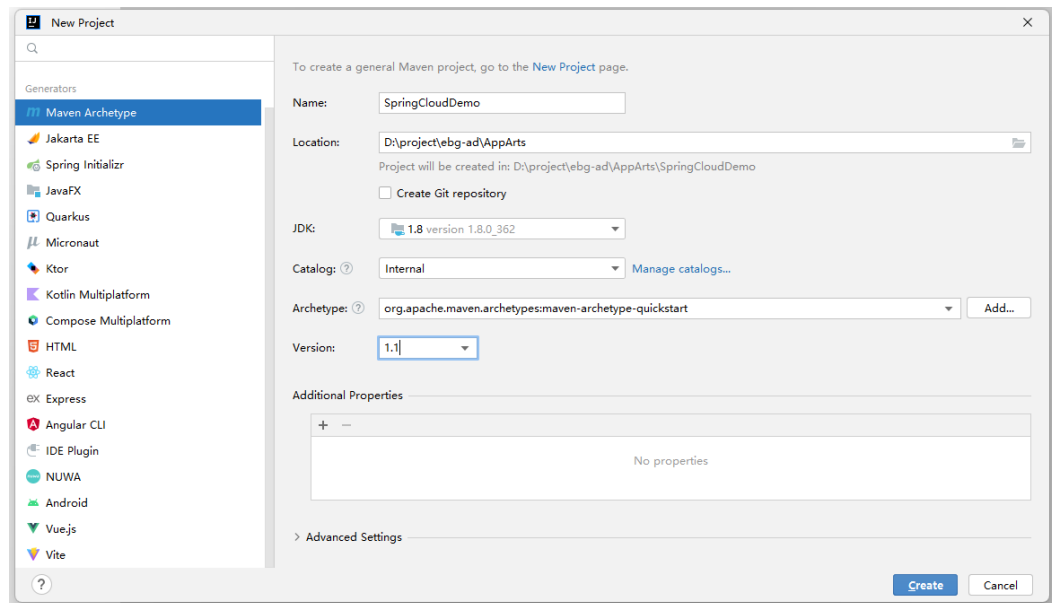 New Project
Generators
Maven Archetype
Jakarta EE
Spring Initializr
JavaFX
Quarkus
Micronaut
Ktor
Kotlin Multiplatform
Compose Multiplatform
HTML
React
ex Express
Angular CLI
IDE Plugin
NUWA
Android
Vue.js
Vite
To create a general Maven project, go to the New Project page.
Name: SpringCloudDemo
Location: D:\project\ebg-ad\AppArts
Project will be created in: D:\project\ebg-ad\AppArts\SpringCloudDemo
Create Git repository
JDK: 1.8 version 1.8.0_362
Catalog: ? Internal Manage catalogs...
Archetype: ? org.apache.maven.archetypes:maven-archetype-quickstart Add...
Version: 1.1
Additional Properties
No properties
Advanced Settings
? Create Cancel